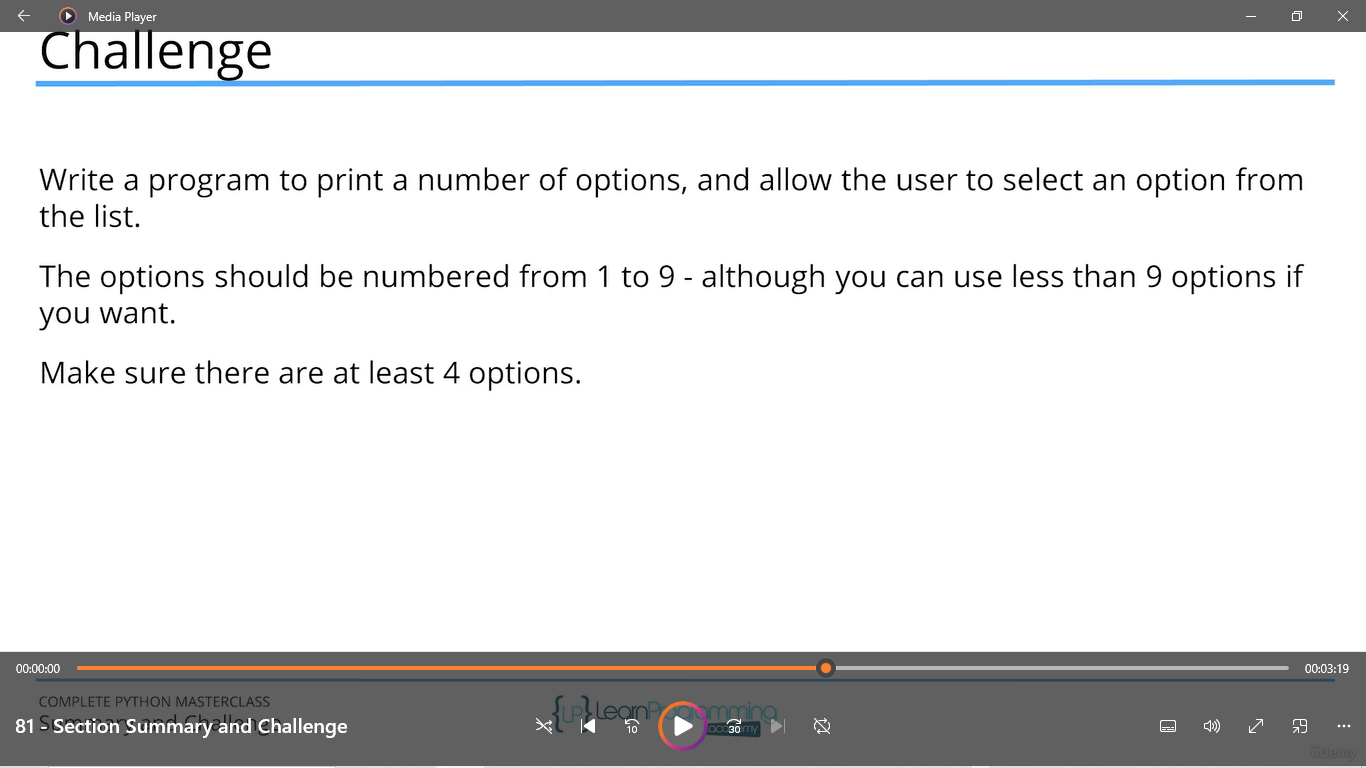 Media Player
Challenge
Write a program to print a number of options, and allow the user to select an option from
the list.
The options should be numbered from 1 to 9 - although you can use less than 9 options if
you want.
Make sure there are at least 4 options.
00:00:00
00:03:19
COMPLETE PYTHON MASTERCLASS
Summary and Challenge
81 - Section Summary and Challenge
{LP} LearnProgramming
academy
10
30
Udemy